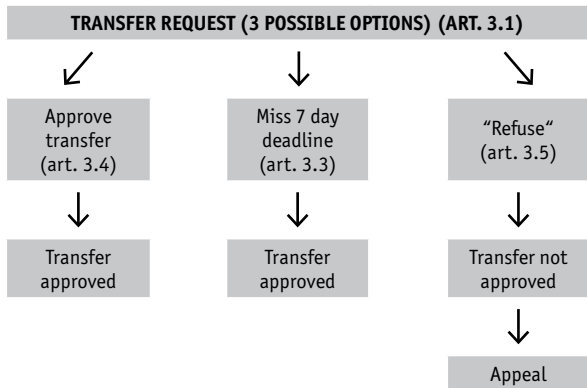 TRANSFER REQUEST (3 POSSIBLE OPTIONS) (ART. 3.1)
Approve
transfer
(art. 3.4)
Miss 7 day
deadline
(art. 3.3)
“Refuse“
(art. 3.5)
Transfer
approved
Transfer
approved
Transfer not
approved
Appeal